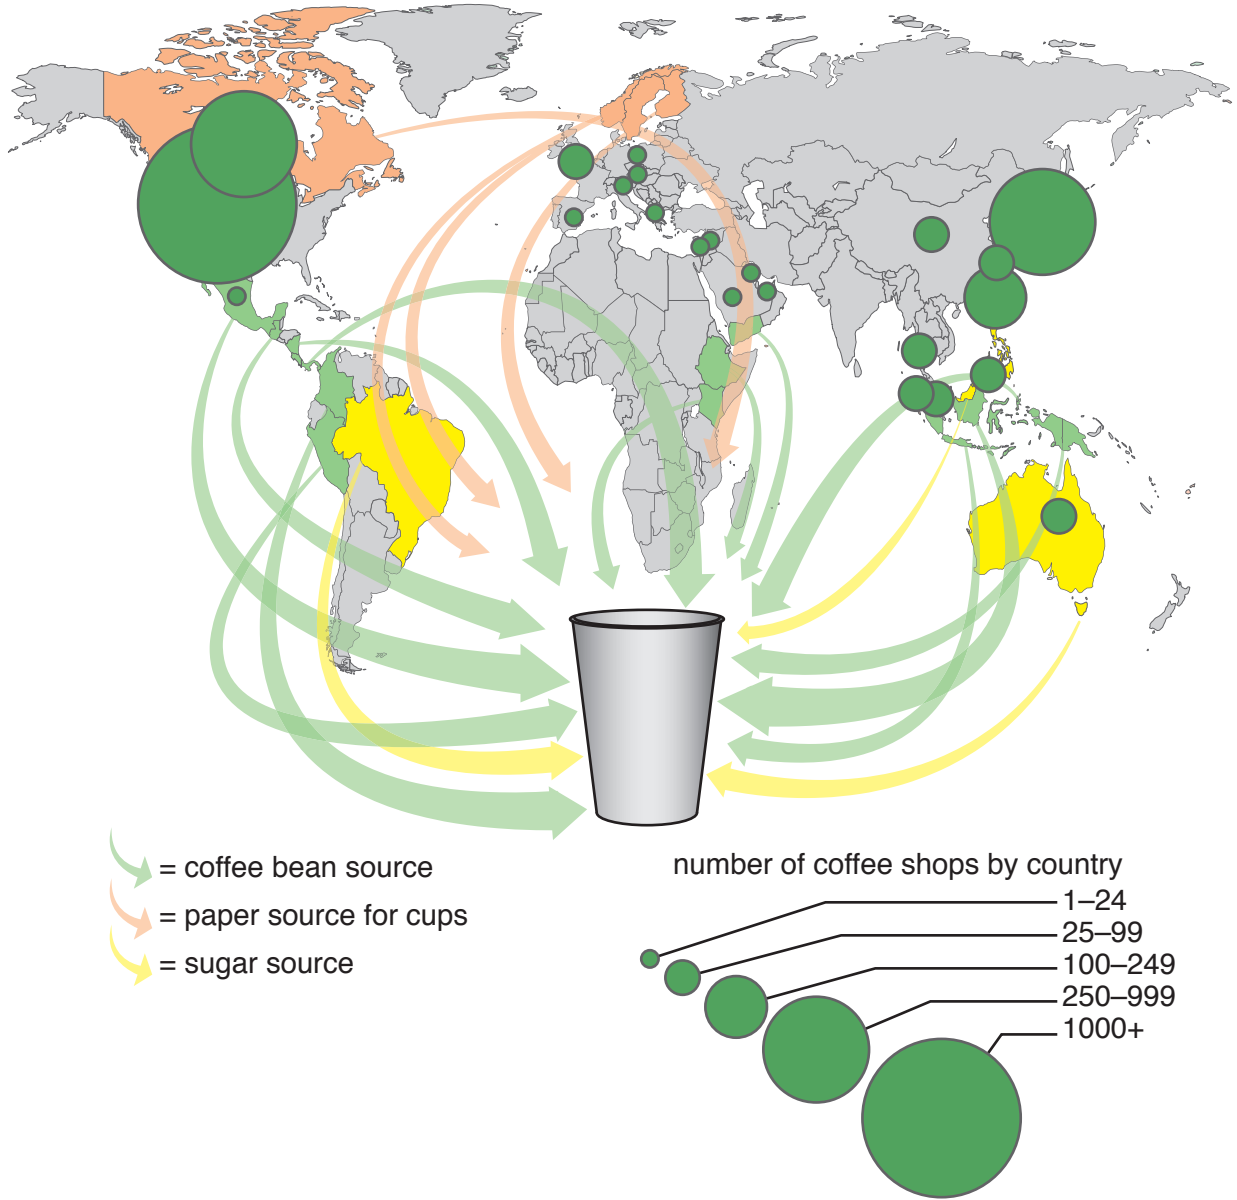 = coffee bean source
= paper source for cups
= sugar source
number of coffee shops by country
1–24
25–99
100–249
250–999
1000+